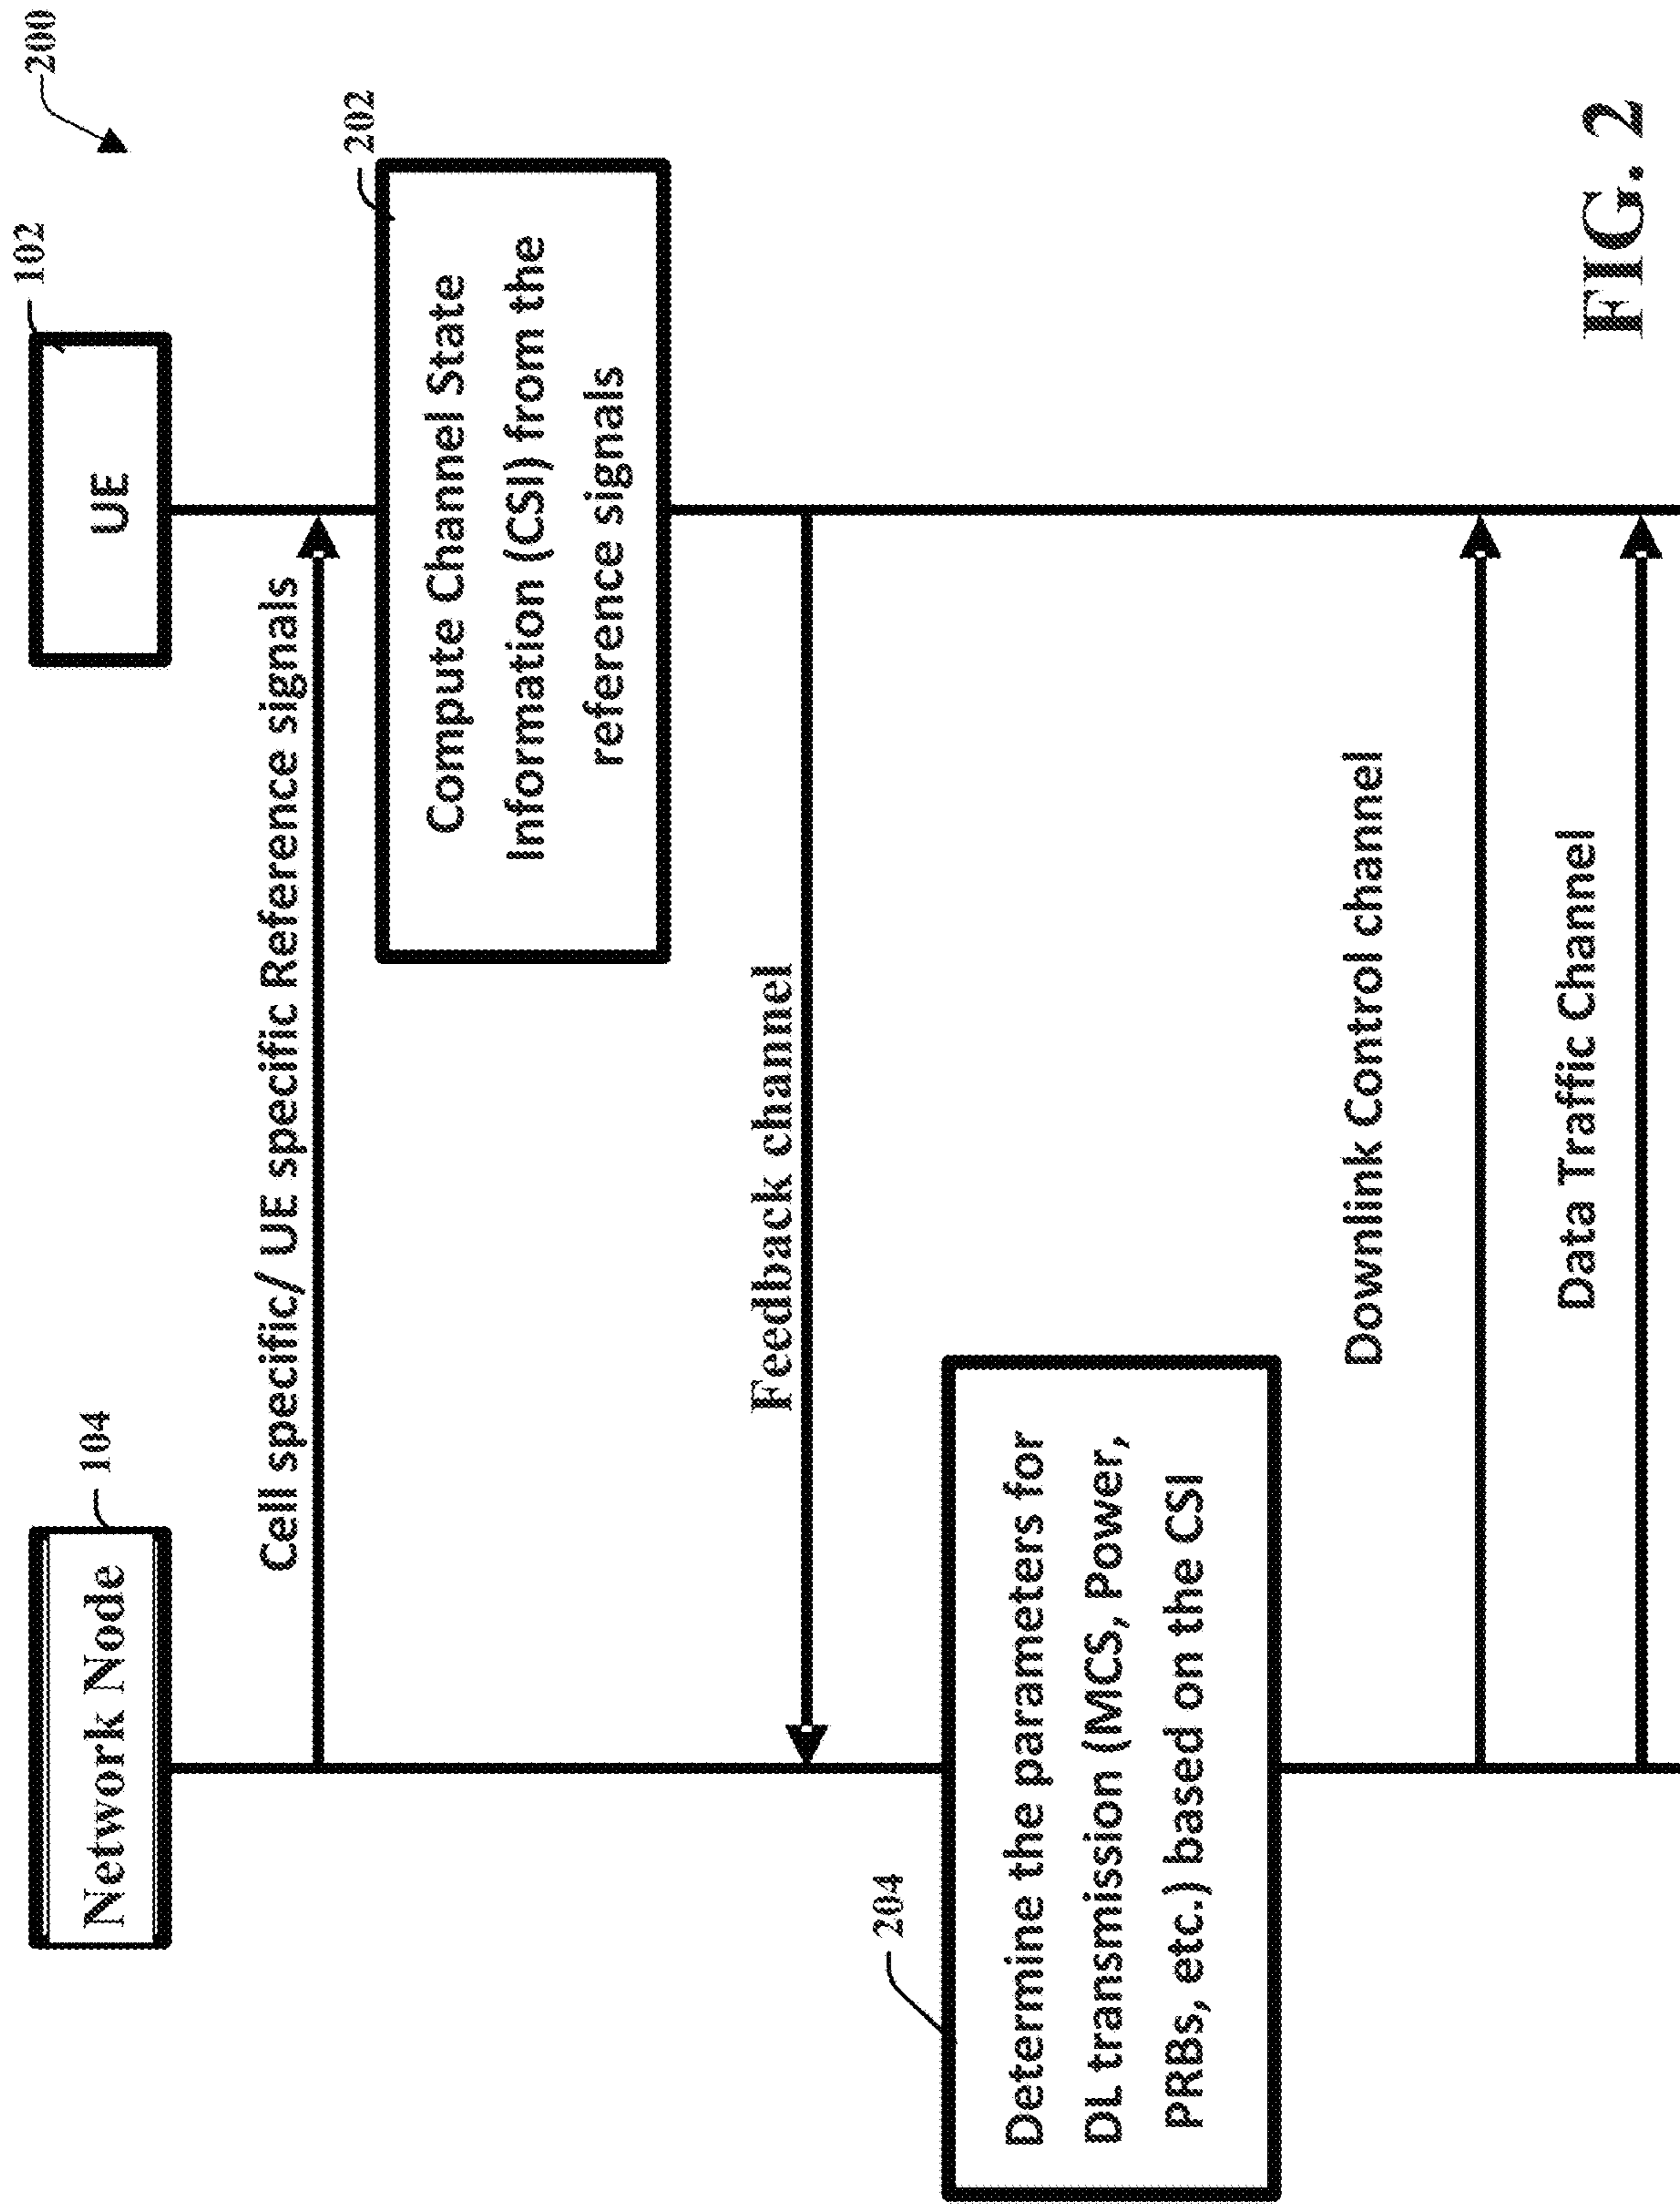 200
Network Node
104
UE
102
Cell specific/ UE specific Reference signals
202
Compute Channel State
Information (CSI) from the
reference signals
Feedback channel
204
Determine the parameters for
DL transmission (MCS, Power,
PRBs, etc.) based on the CSI
Downlink Control channel
Data Traffic Channel
FIG. 2